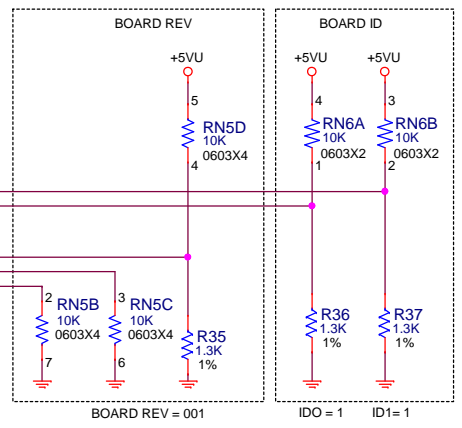 BOARD REV
BOARD ID
+5VU
+5VU
+5VU
5
RN5D
10K
0603X4
4
4
RN6A
10K
0603X2
1
3
RN6B
10K
0603X2
2
2
RN5B
10K
0603X4
7
3
RN5C
10K
0603X4
6
R35
1.3K
1%
R36
1.3K
1%
R37
1.3K
1%
BOARD REV = 001
IDO = 1
ID1= 1